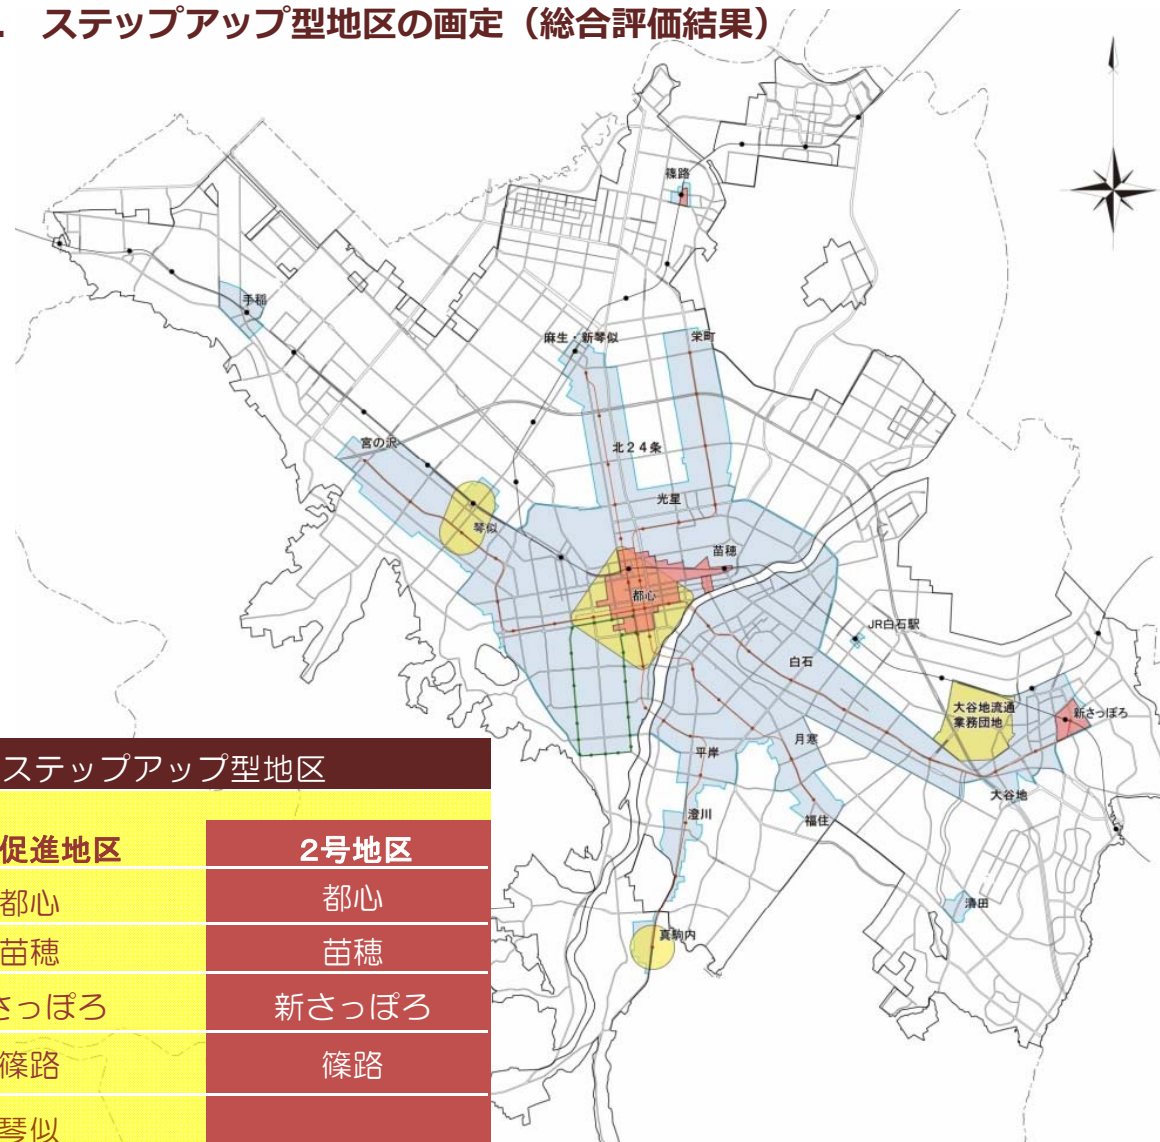 . ステップアップ型地区の画定（総合評価結果）
篠路
手稲
麻生・新琴似
栄町
宮の沢
北24条
光星
琴似
苗穂
都心
JR白石駅
白石
大谷地流通
業務団地
新さっぽろ
月寒
平岸
大谷地
澄川
福住
清田
真駒内
ステップアップ型地区
促進地区 2号地区
都心 都心
苗穂 苗穂
さっぽろ 新さっぽろ
篠路 篠路
琴似